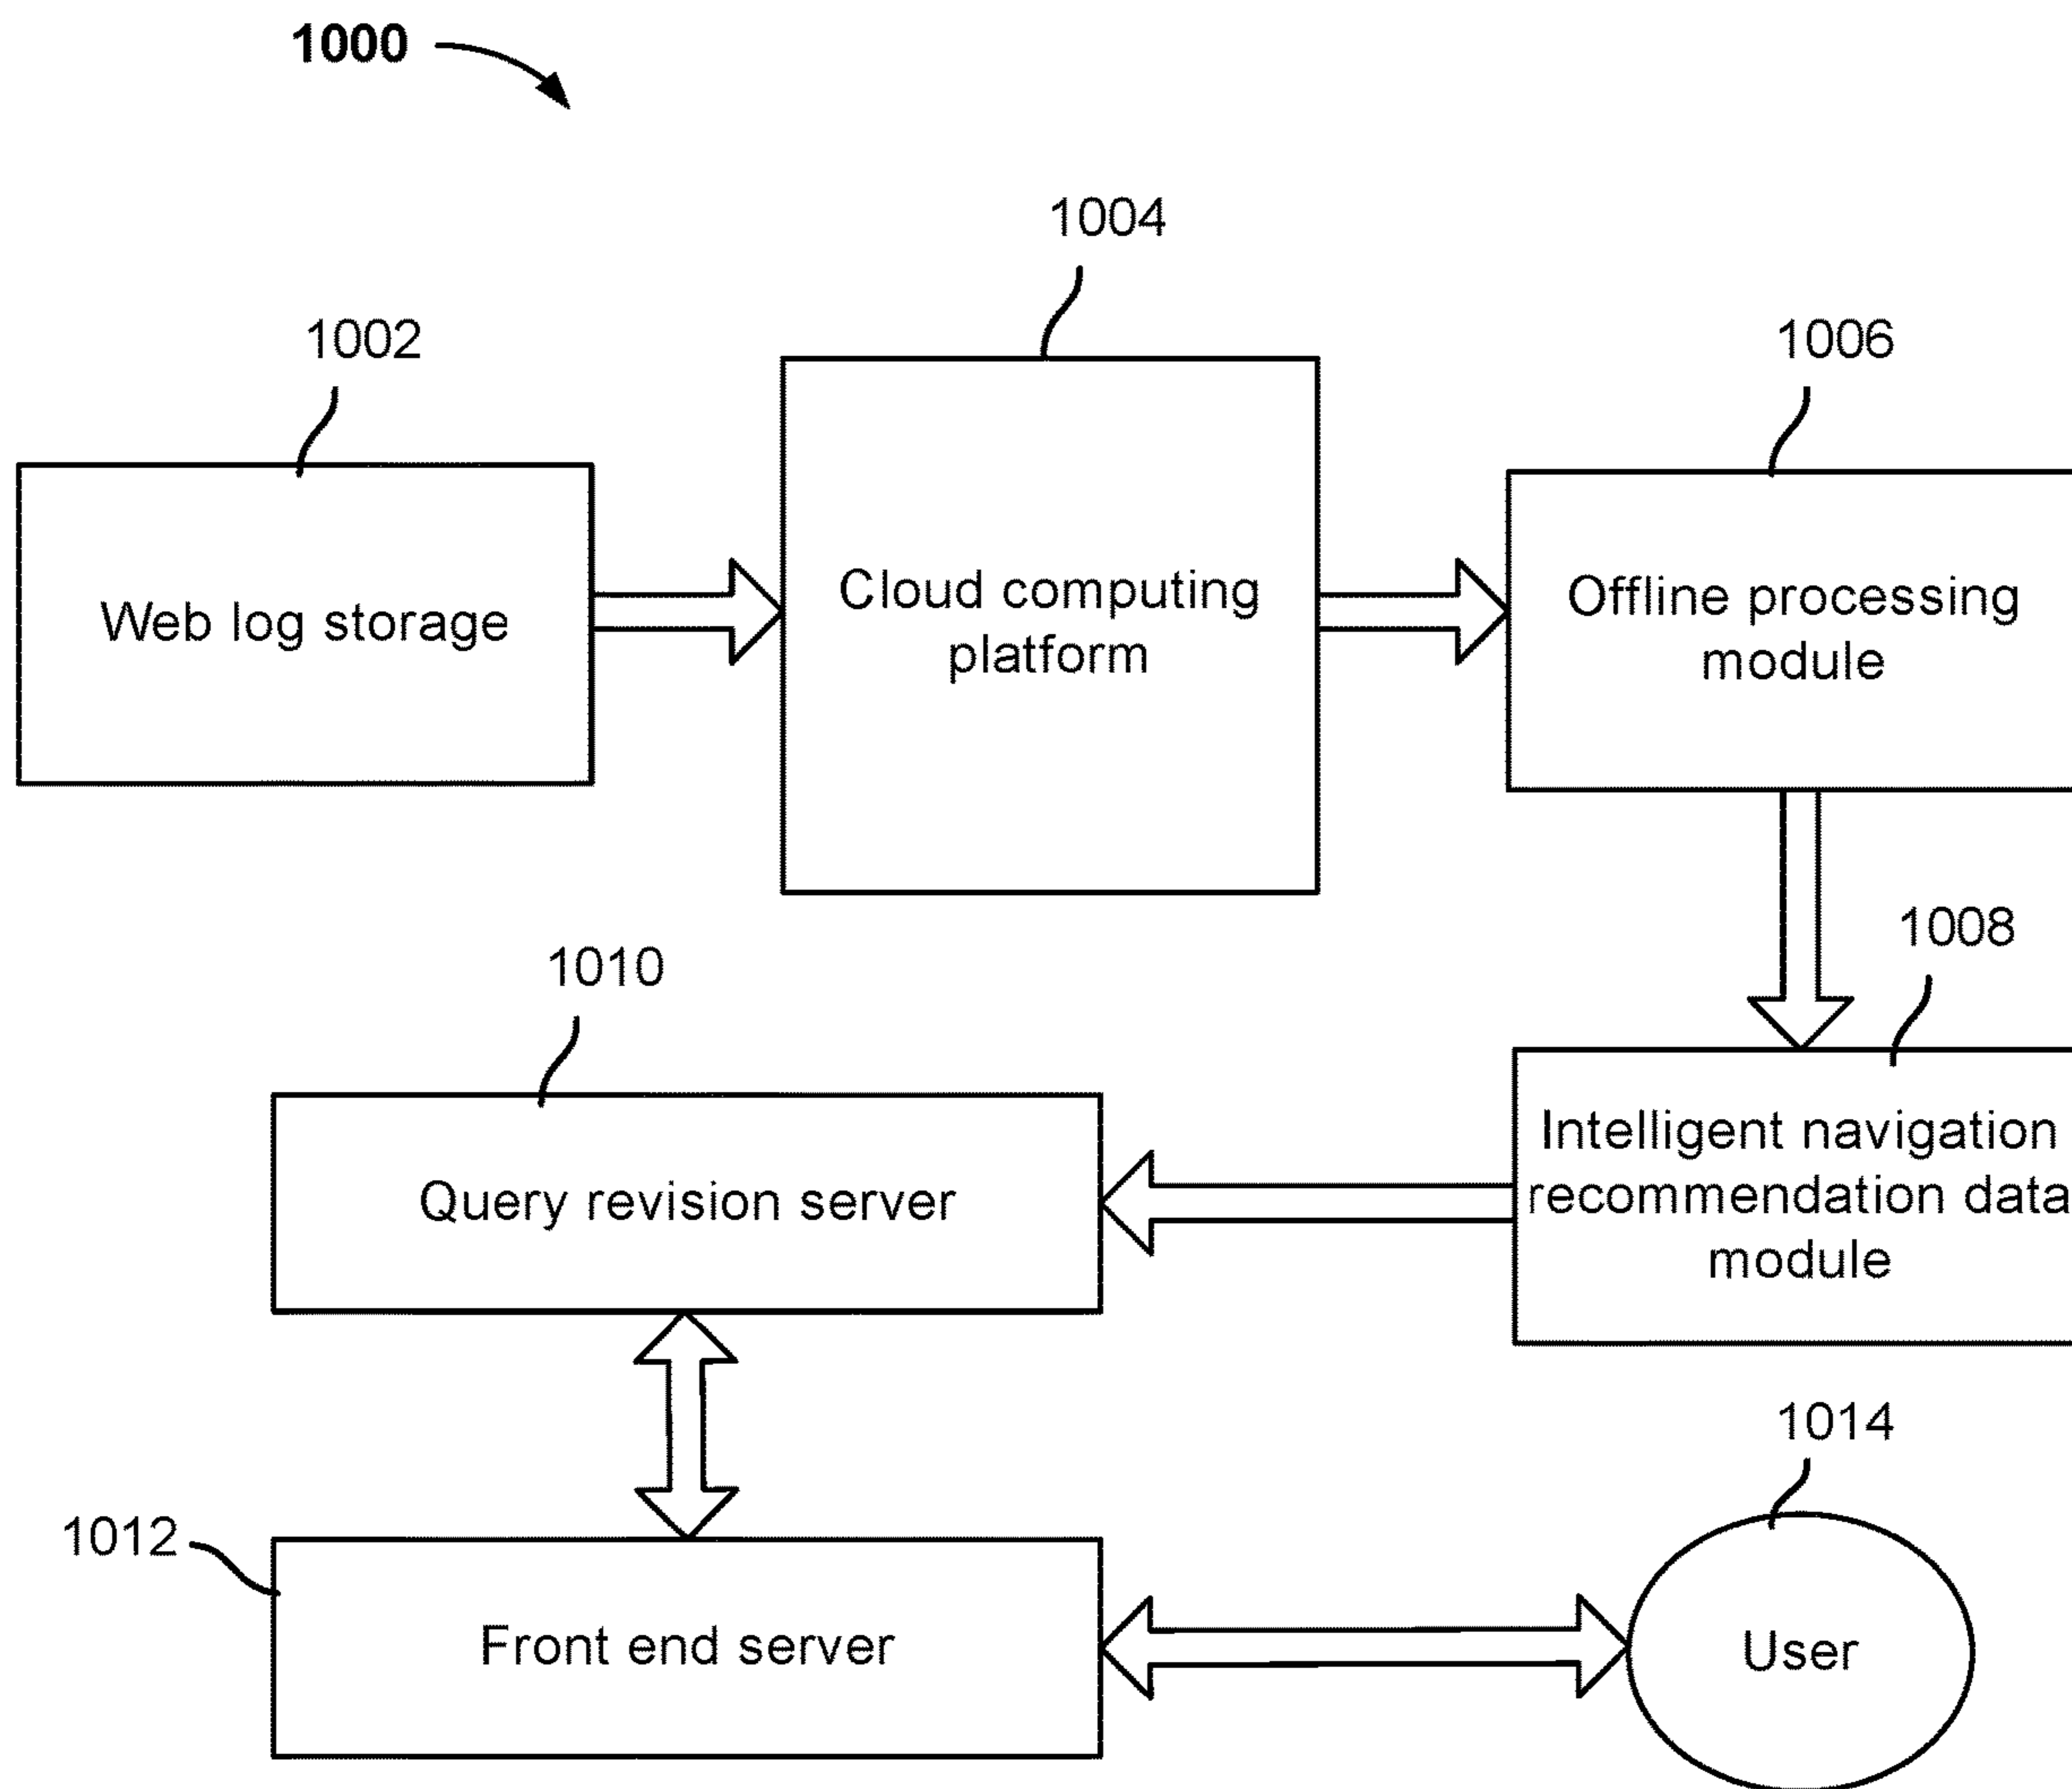 1000
1004
1002
1006
Web log storage
Cloud computing
platform
Offline processing
module
1008
1010
Intelligent navigation
recommendation data
module
Query revision server
1014
1012
Front end server
User